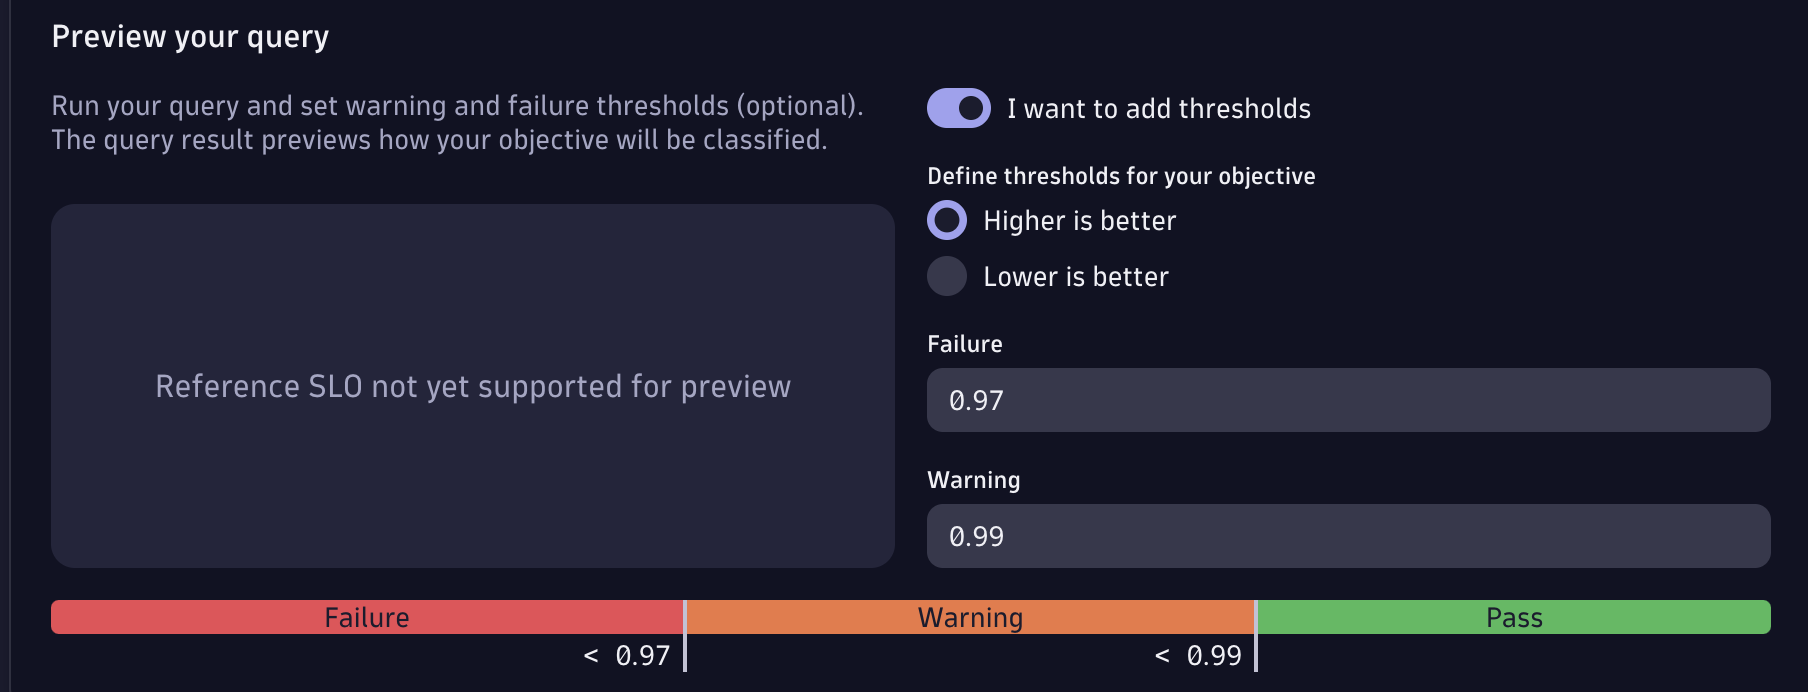 Preview your query
Run your query and set warning and failure thresholds (optional).
The query result previews how your objective will be classified.
Reference SLO not yet supported for preview
I want to add thresholds
Define thresholds for your objective
Higher is better
Lower is better
Failure
0.97
Warning
0.99
Failure
Warning
Pass
< 0.97
< 0.99